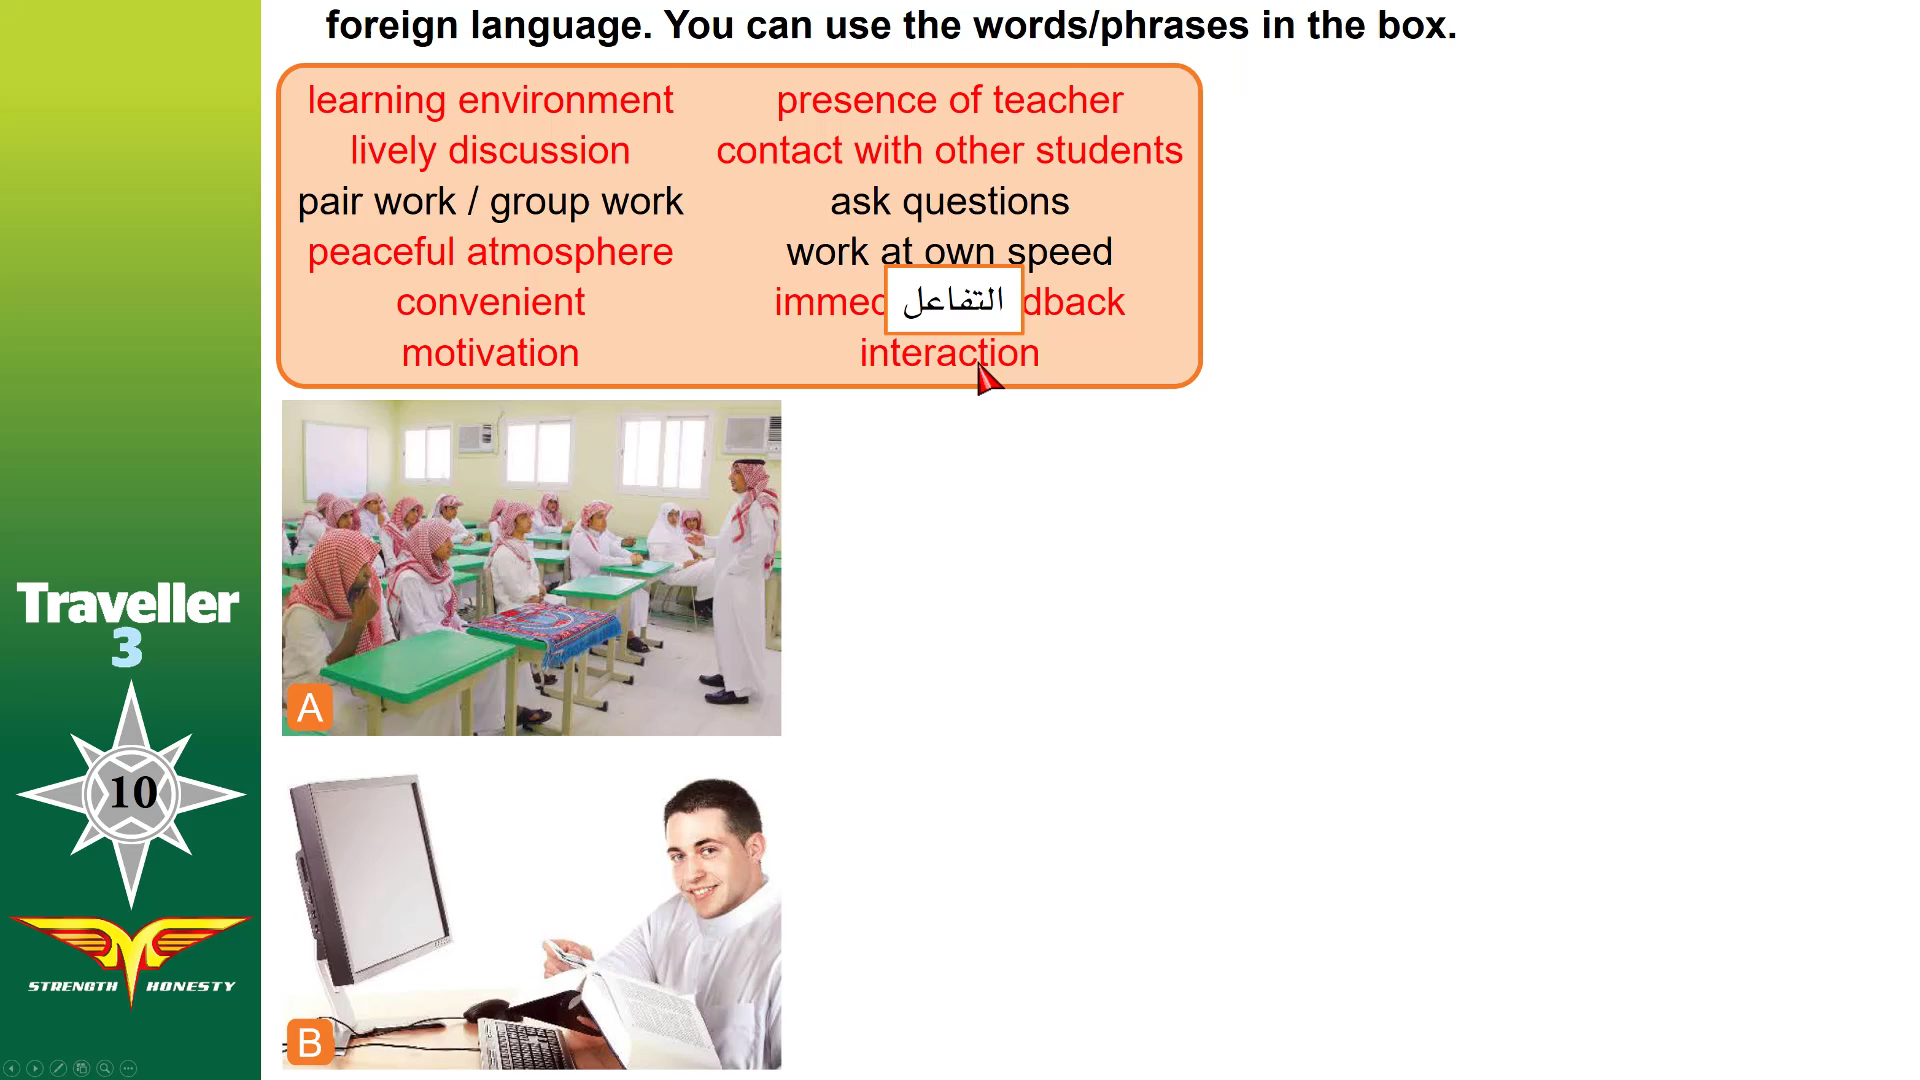 foreign language. You can use the words/phrases in the box.
learning environment
presence of teacher
lively discussion
contact with other students
pair work / group work
ask questions
peaceful atmosphere
work at own speed
convenient
التفاعل
motivation
interaction
A
Traveller
3
10
STRENGTH HONESTY
B